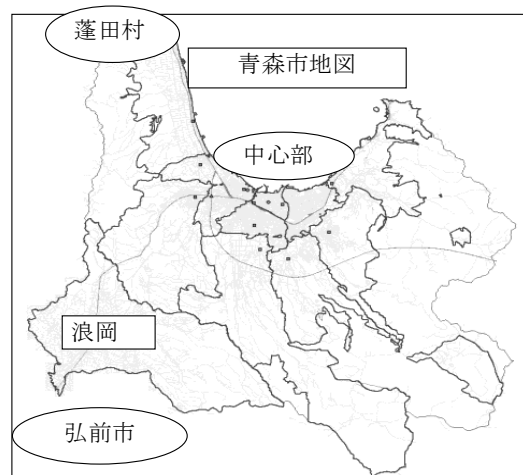 蓬田村
青森市地図
中心部
浪岡
弘前市